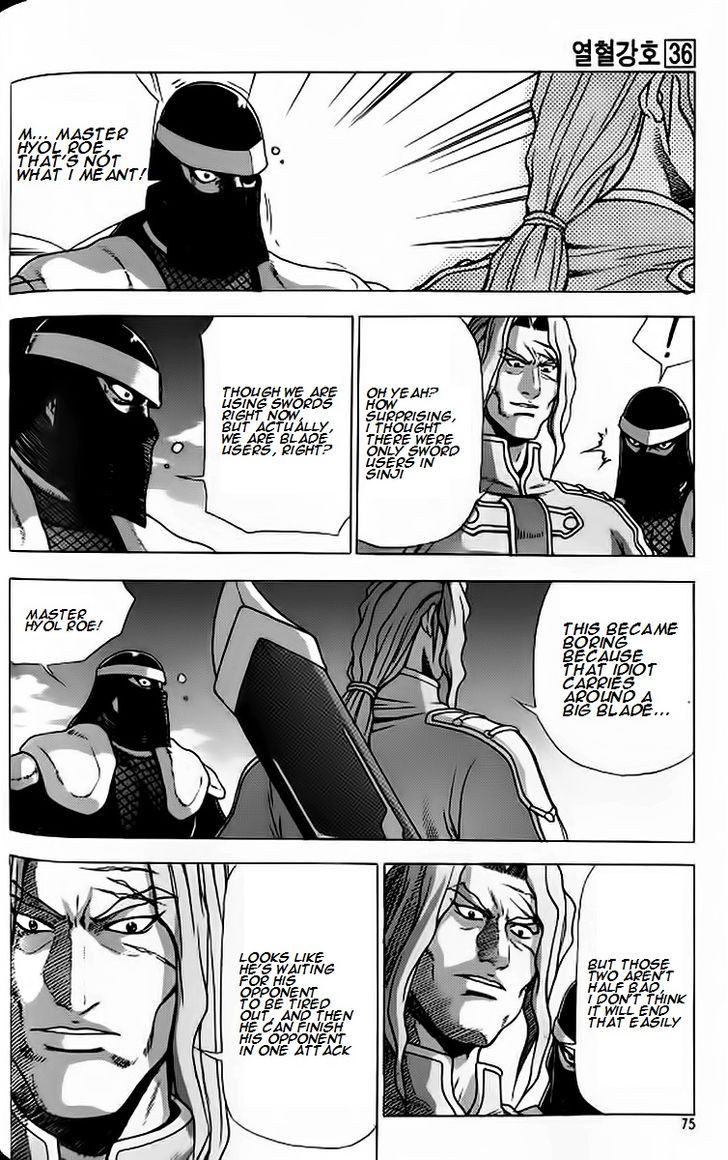 열혈강호 36
M... MASTER
HYOL ROE,
THAT'S NOT
WHAT I MEANT!
!
OH YEAH?
HOW
SURPRISING,
I THOUGHT
THERE WERE
ONLY SWORD
USERS IN
SINJI
THOUGH WE ARE
USING SWORDS
RIGHT NOW.
BUT ACTUALLY,
WE ARE BLADE
USERS, RIGHT?
THIS BECAME
BORING
BECAUSE
THAT IDIOT
CARRIES
AROUND A
BIG BLADE...
MASTER
HYOL ROE!
BUT THOSE
TWO AREN'T
HALF BAD,
I DON'T THINK
IT WILL END
THAT EASILY
LOOKS LIKE
HE'S WAITING
FOR HIS
OPPONENT
TO BE TIRED
OUT, AND THEN
HE CAN FINISH
HIS OPPONENT
IN ONE ATTACK
75